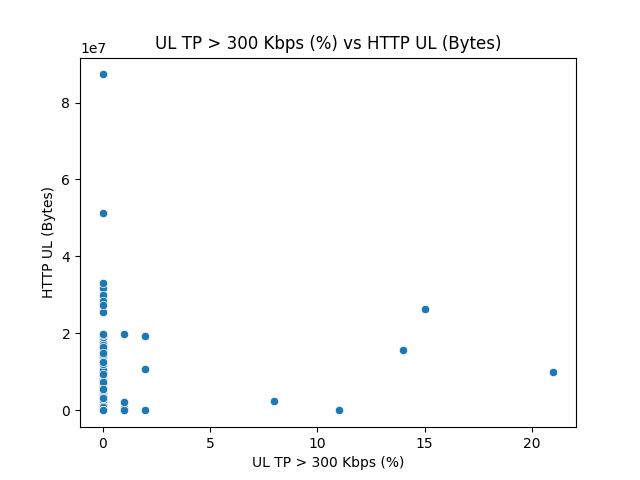 UL TP > 300 Kbps (%) vs HTTP UL (Bytes)
1e7
8
6
4
2
0
HTTP UL (Bytes)
0 5 10 15 20
UL TP > 300 Kbps (%)